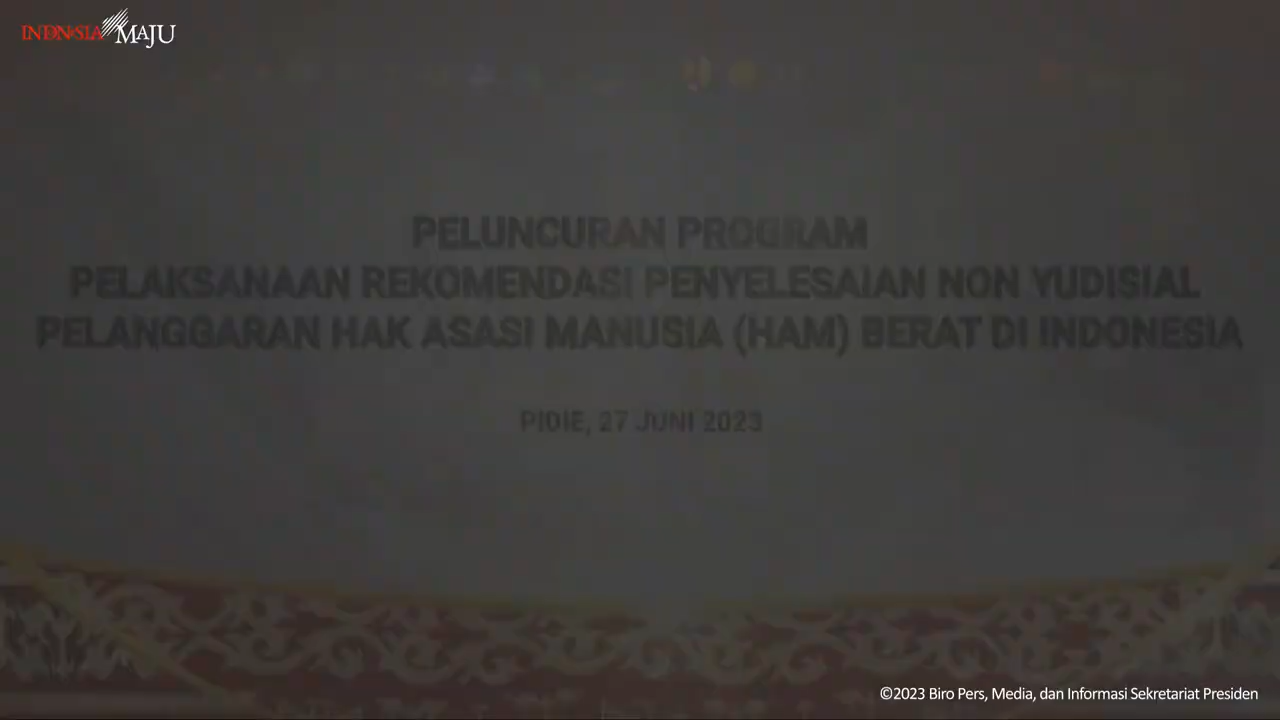 INDONESIA MAJU
PELUNCURAN PROGRAM
PELAKSANAAN REKOMENDASI PENYELESAIAN NON YUDISIAL
PELANGGARAN HAK ASASI MANUSIA (HAM) BERAT DI INDONESIA
PIDIE, 27 JUNI 2023
©2023 Biro Pers, Media, dan Informasi Sekretariat Presiden